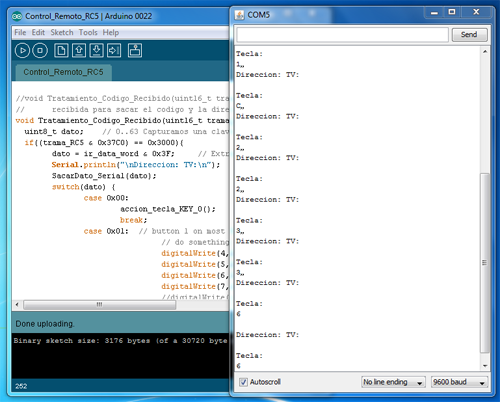 Control_Remoto_RC5 | Arduino 0022
File Edit Sketch Tools Help
Control_Remoto_RC5
//void Tratamiento_Codigo_Recibido(uint16_t tra
// recibida para sacar el codigo y la dire
void Tratamiento_Codigo_Recibido(uint16_t trama
uint8_t dato; // 0..63 Capturamos una clav
if((trama_RC5 & 0x37C0) == 0x3000){
dato = ir_data_word & 0x3F; // Extr
Serial.println("\nDireccion: TV:\n");
SacarDato_Serial(dato);
switch(dato) {
case 0x00:
accion_tecla_KEY_0();
break;
case 0x01: // button 1 on most
// do something
digitalWrite(4,
digitalWrite(5,
digitalWrite(6,
digitalWrite(7,
//digitalWrite(
Done uploading.
Binary sketch size: 3176 bytes (of a 30720 byte
252
COM5
Send
Tecla:
1,,
Direccion: TV:
Tecla:
C,,
Direccion: TV:
Tecla:
2,,
Direccion: TV:
Tecla:
2,,
Direccion: TV:
Tecla:
3,,
Direccion: TV:
Tecla:
3,,
Direccion: TV:
Tecla:
6
Direccion: TV:
Tecla:
6
Autoscroll
No line ending
9600 baud